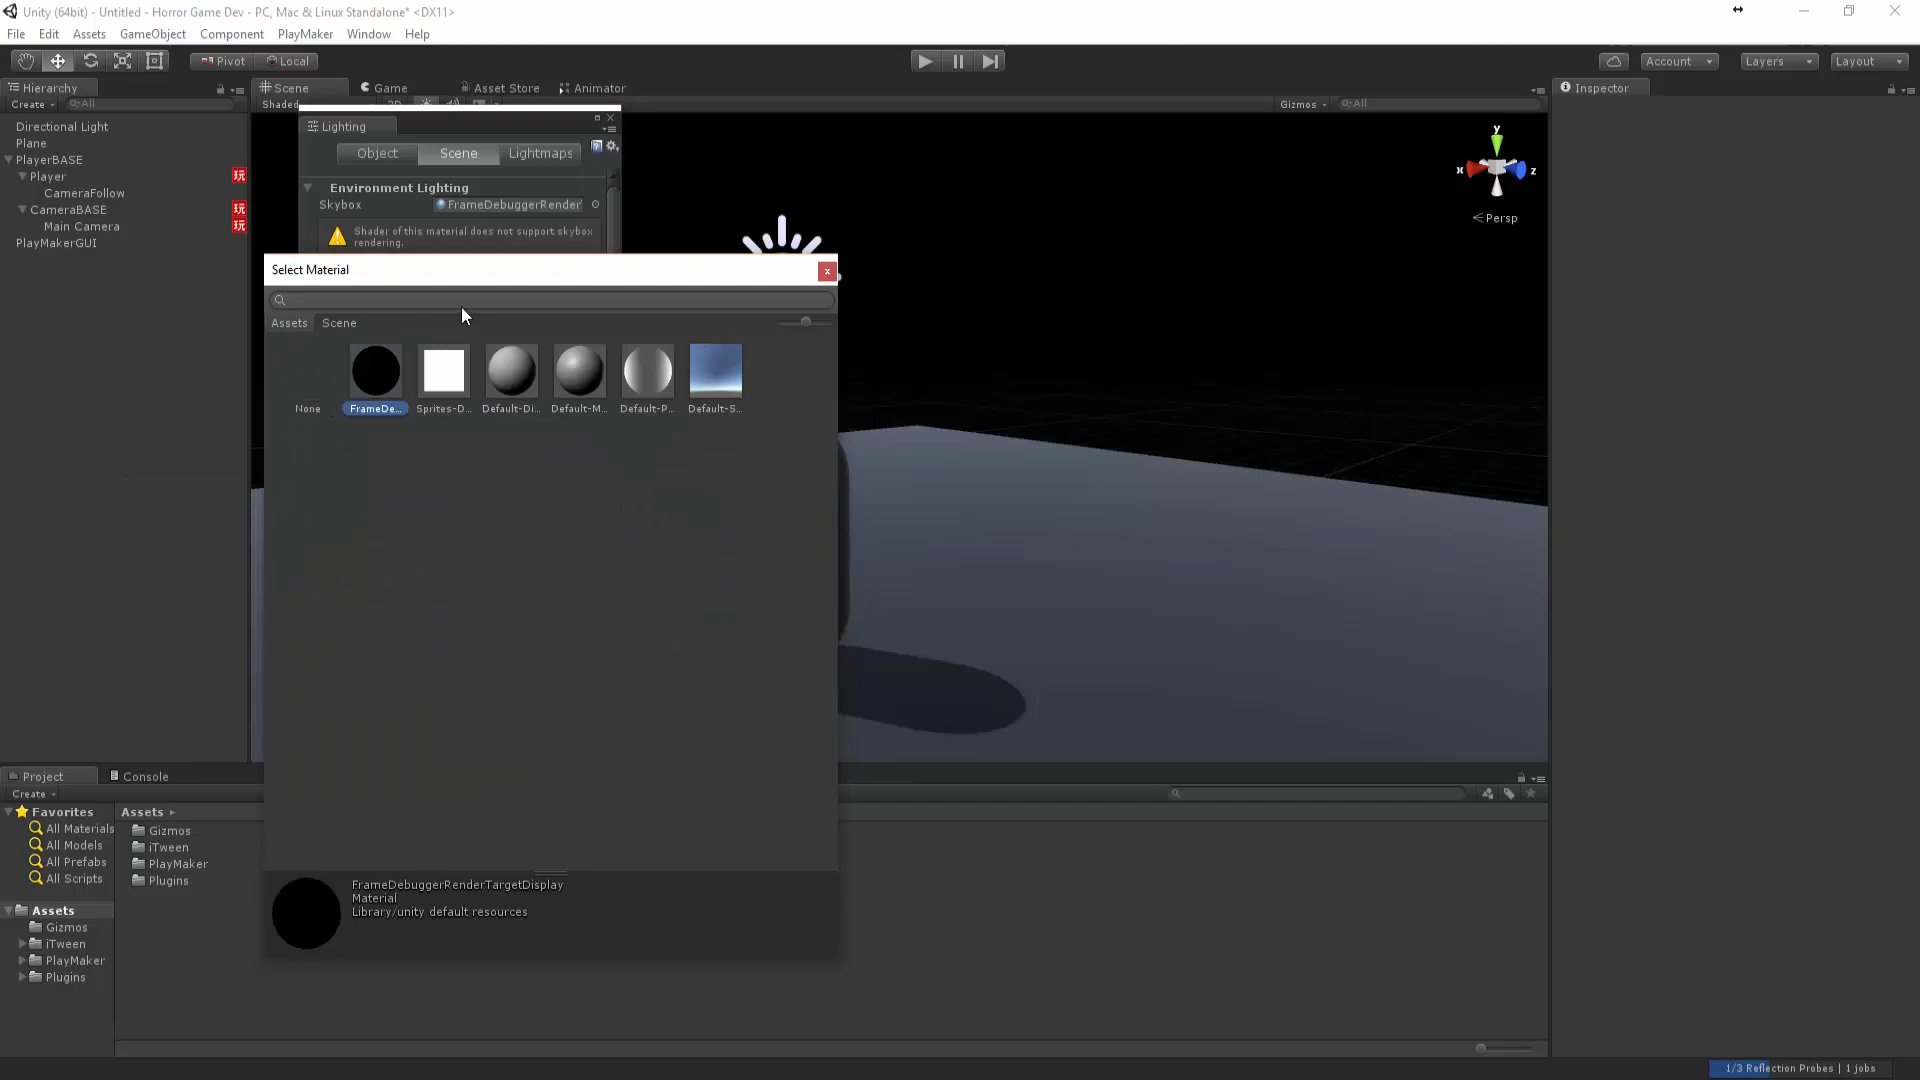 Unity (64bit) - Untitled - Horror Game Dev - PC, Mac & Linux Standalone* <DX11>
File Edit Assets GameObject Component PlayMaker Window Help
Pivot Local Account Layers Layout
Hierarchy Scene Game Asset Store Animator Inspector
Create All Shaded 2D Gizmos All
Directional Light
Plane
PlayerBASE
Player 玩
CameraFollow
CameraBASE 玩
Main Camera 玩
PlayMakerGUI
Lighting
Object Scene Lightmaps
Environment Lighting
Skybox FrameDebuggerRender
Shader of this material does not support skybox
rendering.
y
x z
Persp
Select Material x
Assets Scene
None FrameDe... Sprites-D... Default-Di... Default-M... Default-P... Default-S...
FrameDebuggerRenderTargetDisplay
Material
Library/unity default resources
Project Console
Create
Favorites
All Materials
All Models
All Prefabs
All Scripts
Assets
Gizmos
iTween
PlayMaker
Plugins
Assets
Gizmos
iTween
PlayMaker
Plugins
1/3 Reflection Probes | 1 jobs